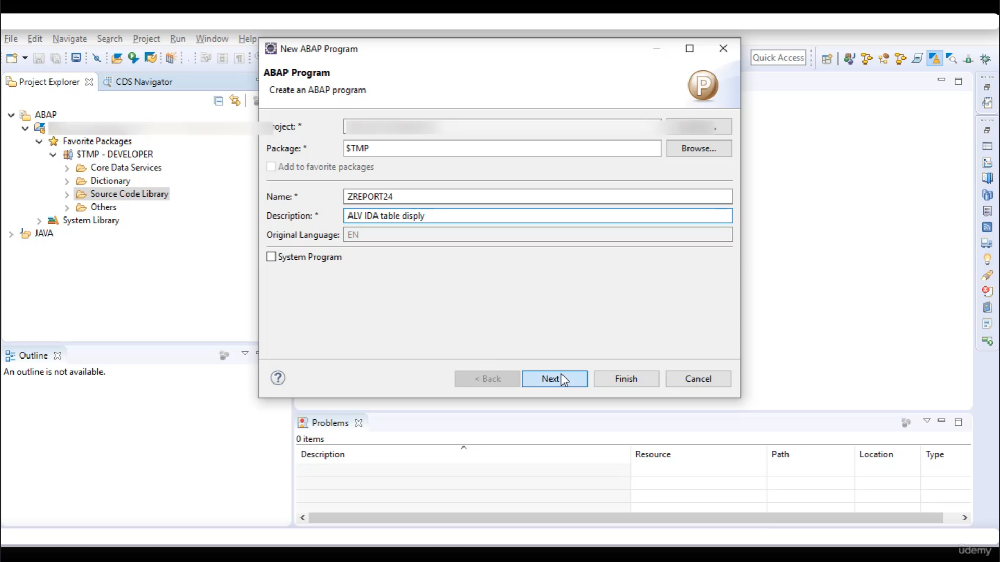 File Edit Navigate Search Project Run Window Help
New ABAP Program
Quick Access
ABAP Program
Create an ABAP program
Project Explorer
CDS Navigator
ABAP
Favorite Packages
$TMP - DEVELOPER
Core Data Services
Dictionary
Source Code Library
Others
System Library
JAVA
roject: *
Package: * $TMP Browse...
Add to favorite packages
Name: * ZREPORT24
Description: * ALV IDA table disply
Original Language: EN
System Program
< Back Next Finish Cancel
Outline
An outline is not available.
Problems
0 items
Description Resource Path Location Type
ûdemy